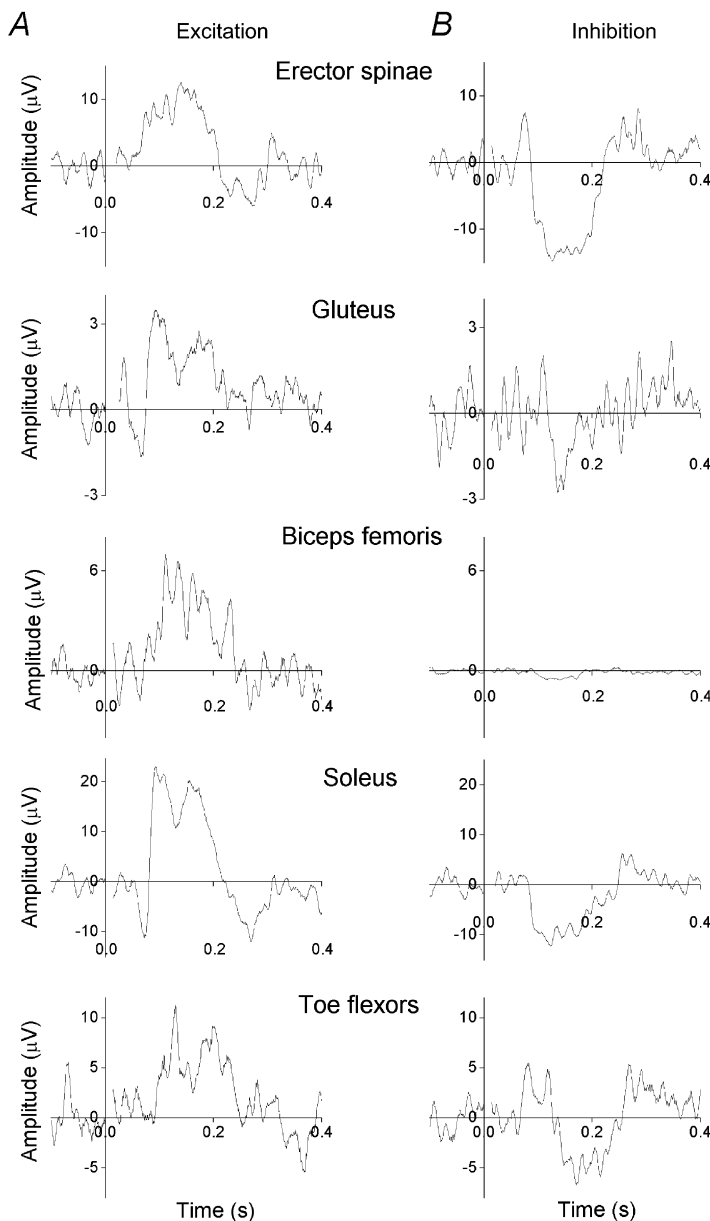 A B
Excitation Inhibition
Erector spinae
Amplitude (µV)
10 10
0 0
-10 -10
0.0 0.2 0.4 0.0 0.2 0.4
Gluteus
Amplitude (µV)
3 3
0 0
-3 -3
0.0 0.2 0.4 0.0 0.2 0.4
Biceps femoris
Amplitude (µV)
6 6
0 0
0.0 0.2 0.4 0.0 0.2 0.4
Soleus
Amplitude (µV)
20 20
10 10
0 0
-10 -10
0.0 0.2 0.4 0.0 0.2 0.4
Toe flexors
Amplitude (µV)
10 10
5 5
0 0
-5 -5
0.0 0.2 0.4 0.0 0.2 0.4
Time (s) Time (s)